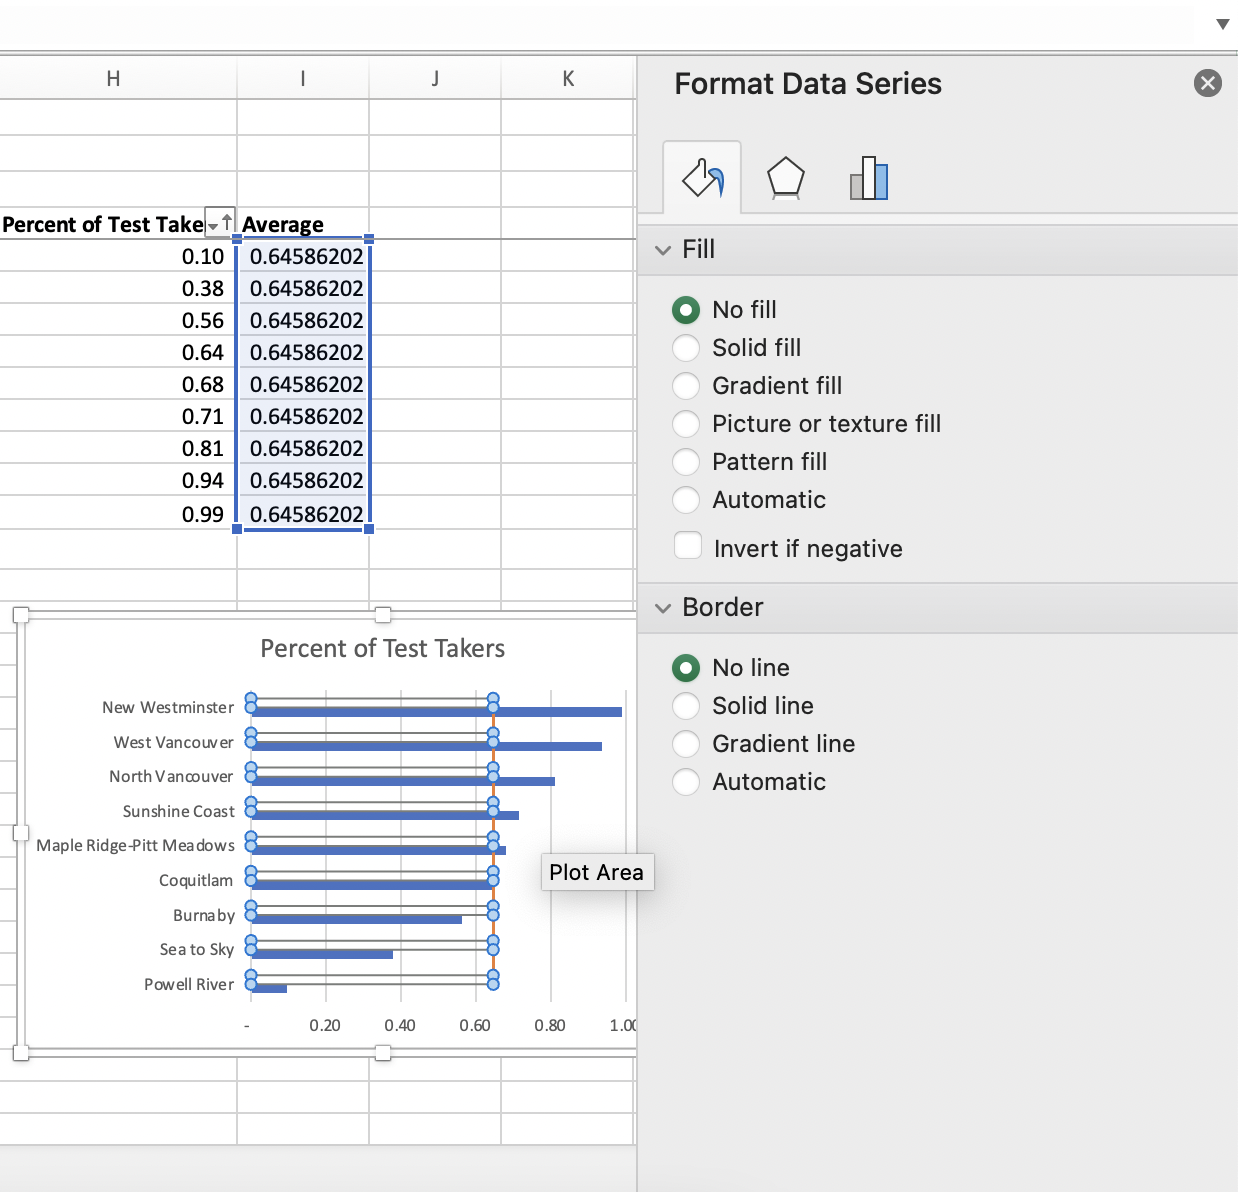 H I J K
Percent of Test Take Average
0.10 0.64586202
0.38 0.64586202
0.56 0.64586202
0.64 0.64586202
0.68 0.64586202
0.71 0.64586202
0.81 0.64586202
0.94 0.64586202
0.99 0.64586202
Percent of Test Takers
New Westminster
West Vancouver
North Vancouver
Sunshine Coast
Maple Ridge-Pitt Meadows
Coquitlam
Burnaby
Sea to Sky
Powell River
- 0.20 0.40 0.60 0.80 1.00
Plot Area
Format Data Series
Fill
No fill
Solid fill
Gradient fill
Picture or texture fill
Pattern fill
Automatic
Invert if negative
Border
No line
Solid line
Gradient line
Automatic